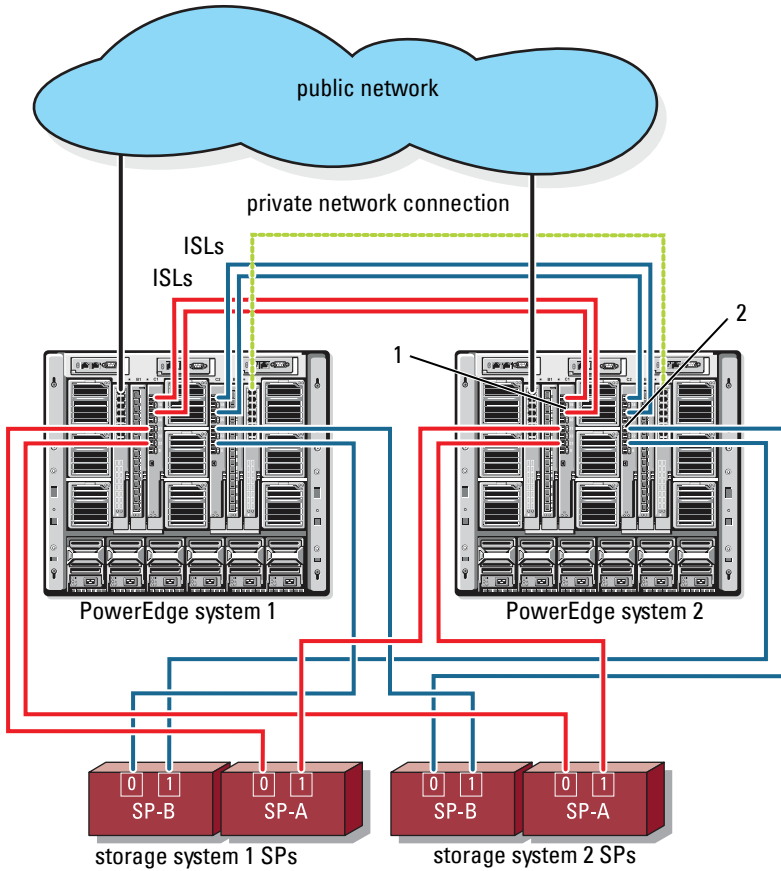 public network
private network connection
ISLs
ISLs
2
1
PowerEdge system 1
PowerEdge system 2
0 1 0 1 0 1 0 1
SP-B SP-A SP-B SP-A
storage system 1 SPs
storage system 2 SPs